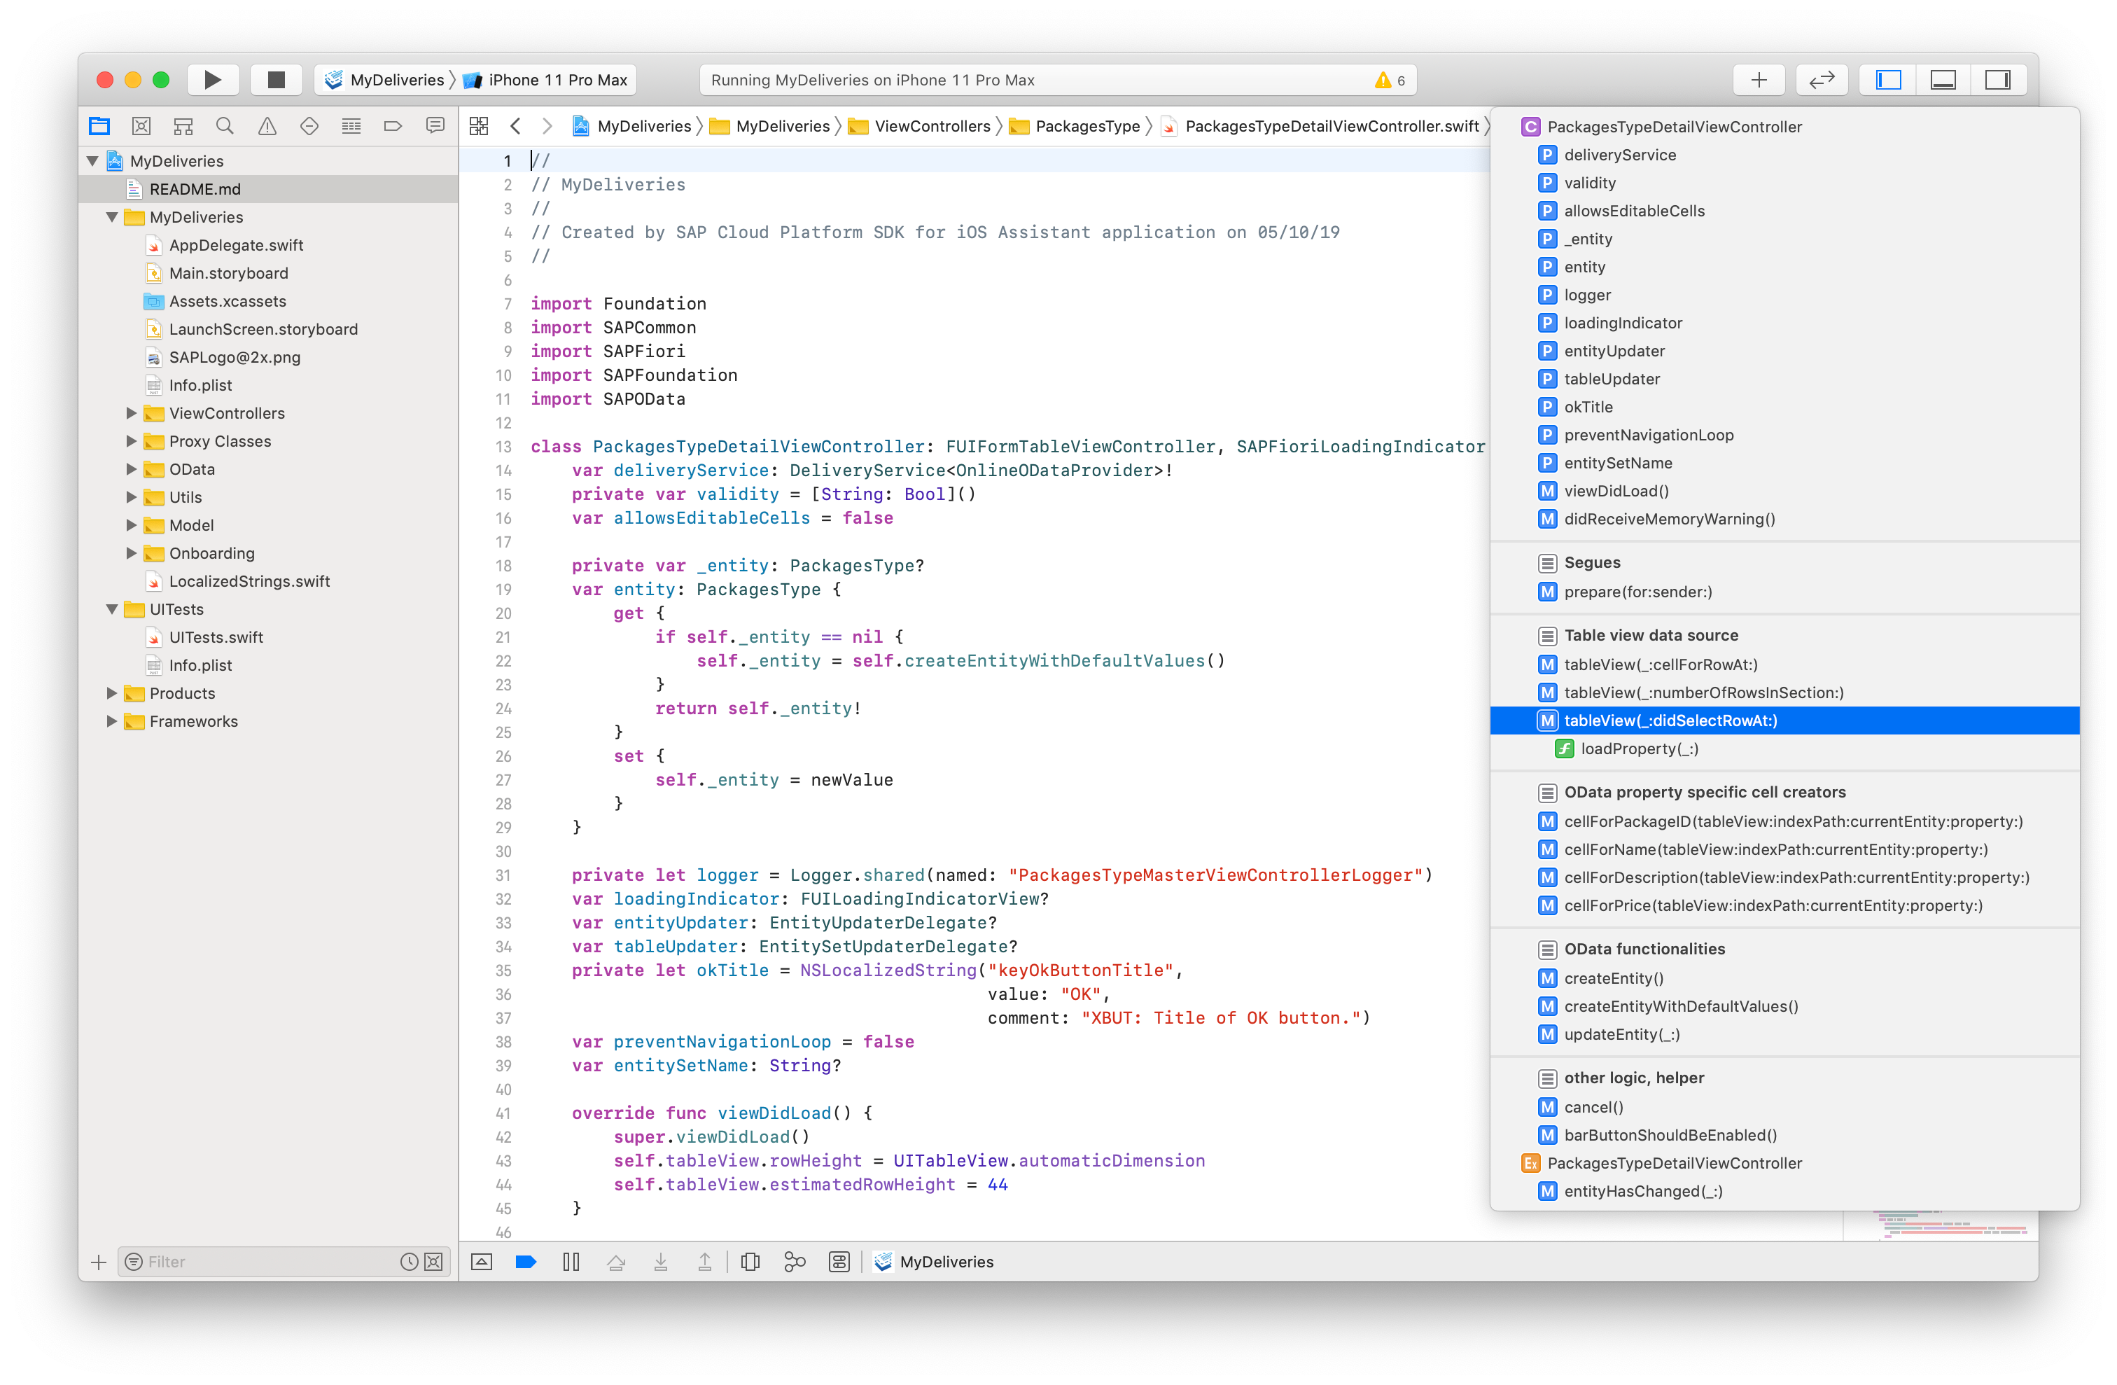 MyDeliveries
iPhone 11 Pro Max
Running MyDeliveries on iPhone 11 Pro Max
6
MyDeliveries
README.md
MyDeliveries
AppDelegate.swift
Main.storyboard
Assets.xcassets
LaunchScreen.storyboard
SAPLogo@2x.png
Info.plist
ViewControllers
Proxy Classes
OData
Utils
Model
Onboarding
LocalizedStrings.swift
UITests
UITests.swift
Info.plist
Products
Frameworks
Filter
MyDeliveries
MyDeliveries
ViewControllers
PackagesType
PackagesTypeDetailViewController.swift
1 //
2 // MyDeliveries
3 //
4 // Created by SAP Cloud Platform SDK for iOS Assistant application on 05/10/19
5 //
6
7 import Foundation
8 import SAPCommon
9 import SAPFiori
10 import SAPFoundation
11 import SAPOData
12
13 class PackagesTypeDetailViewController: FUIFormTableViewController, SAPFioriLoadingIndicator
14 var deliveryService: DeliveryService<OnlineODataProvider>!
15 private var validity = [String: Bool]()
16 var allowsEditableCells = false
17
18 private var _entity: PackagesType?
19 var entity: PackagesType {
20 get {
21 if self._entity == nil {
22 self._entity = self.createEntityWithDefaultValues()
23 }
24 return self._entity!
25 }
26 set {
27 self._entity = newValue
28 }
29 }
30
31 private let logger = Logger.shared(named: "PackagesTypeMasterViewControllerLogger")
32 var loadingIndicator: FUILoadingIndicatorView?
33 var entityUpdater: EntityUpdaterDelegate?
34 var tableUpdater: EntitySetUpdaterDelegate?
35 private let okTitle = NSLocalizedString("keyOkButtonTitle",
36 value: "OK",
37 comment: "XBUT: Title of OK button.")
38 var preventNavigationLoop = false
39 var entitySetName: String?
40
41 override func viewDidLoad() {
42 super.viewDidLoad()
43 self.tableView.rowHeight = UITableView.automaticDimension
44 self.tableView.estimatedRowHeight = 44
45 }
46
MyDeliveries
C PackagesTypeDetailViewController
P deliveryService
P validity
P allowsEditableCells
P _entity
P entity
P logger
P loadingIndicator
P entityUpdater
P tableUpdater
P okTitle
P preventNavigationLoop
P entitySetName
M viewDidLoad()
M didReceiveMemoryWarning()
Segues
M prepare(for:sender:)
Table view data source
M tableView(_:cellForRowAt:)
M tableView(_:numberOfRowsInSection:)
M tableView(_:didSelectRowAt:)
f loadProperty(_:)
OData property specific cell creators
M cellForPackageID(tableView:indexPath:currentEntity:property:)
M cellForName(tableView:indexPath:currentEntity:property:)
M cellForDescription(tableView:indexPath:currentEntity:property:)
M cellForPrice(tableView:indexPath:currentEntity:property:)
OData functionalities
M createEntity()
M createEntityWithDefaultValues()
M updateEntity(_:)
other logic, helper
M cancel()
M barButtonShouldBeEnabled()
Ex PackagesTypeDetailViewController
M entityHasChanged(_:)